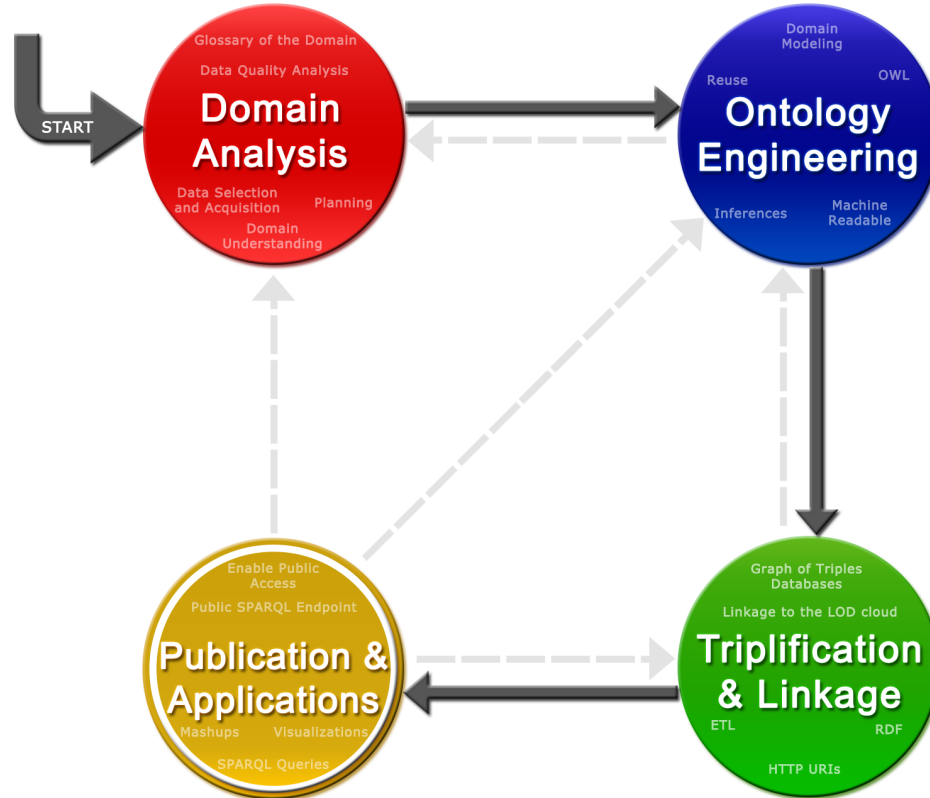 START
Glossary of the Domain
Data Quality Analysis
Domain
Analysis
Data Selection
and Acquisition
Planning
Domain
Understanding
Domain
Modeling
Reuse
OWL
Ontology
Engineering
Inferences
Machine
Readable
Enable Public
Access
Public SPARQL Endpoint
Publication &
Applications
Mashups
Visualizations
SPARQL Queries
Graph of Triples
Databases
Linkage to the LOD cloud
Triplification
& Linkage
ETL
RDF
HTTP URIs